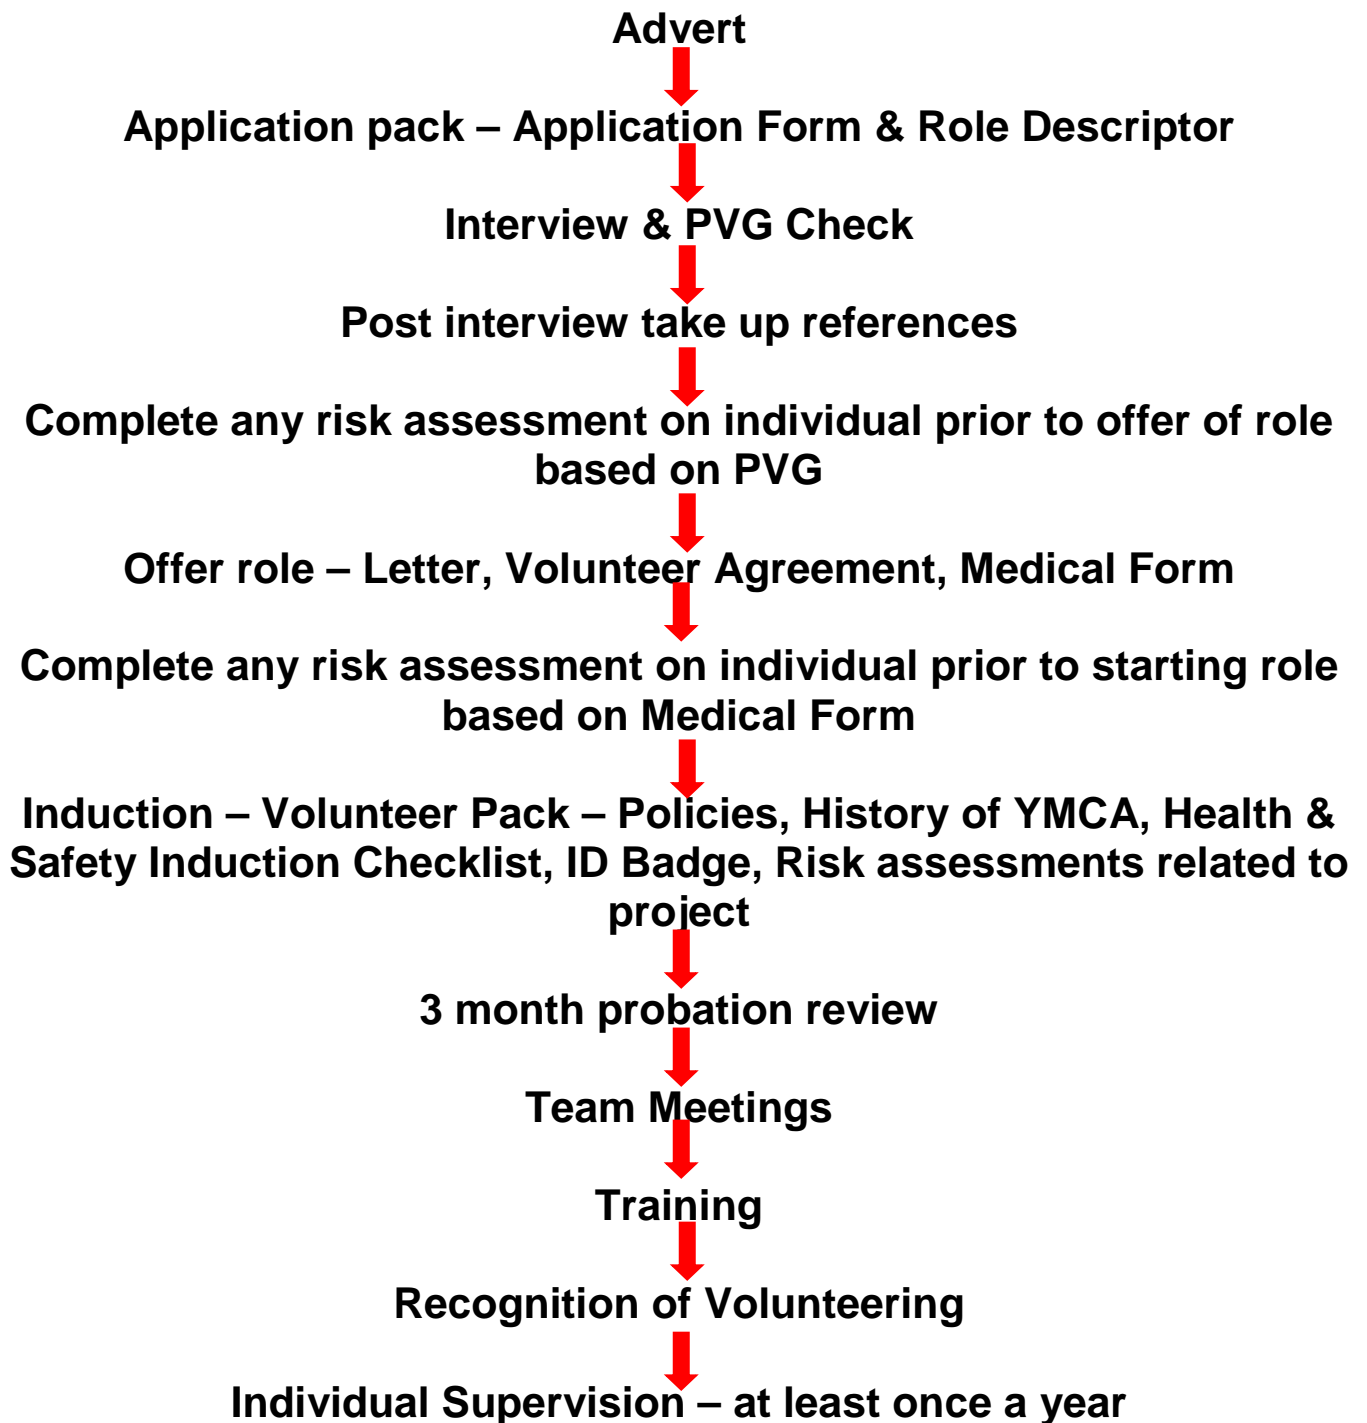 Advert
Application pack – Application Form & Role Descriptor
Interview & PVG Check
Post interview take up references
Complete any risk assessment on individual prior to offer of role
based on PVG
Offer role – Letter, Volunteer Agreement, Medical Form
Complete any risk assessment on individual prior to starting role
based on Medical Form
Induction – Volunteer Pack – Policies, History of YMCA, Health &
Safety Induction Checklist, ID Badge, Risk assessments related to
project
3 month probation review
Team Meetings
Training
Recognition of Volunteering
Individual Supervision – at least once a year